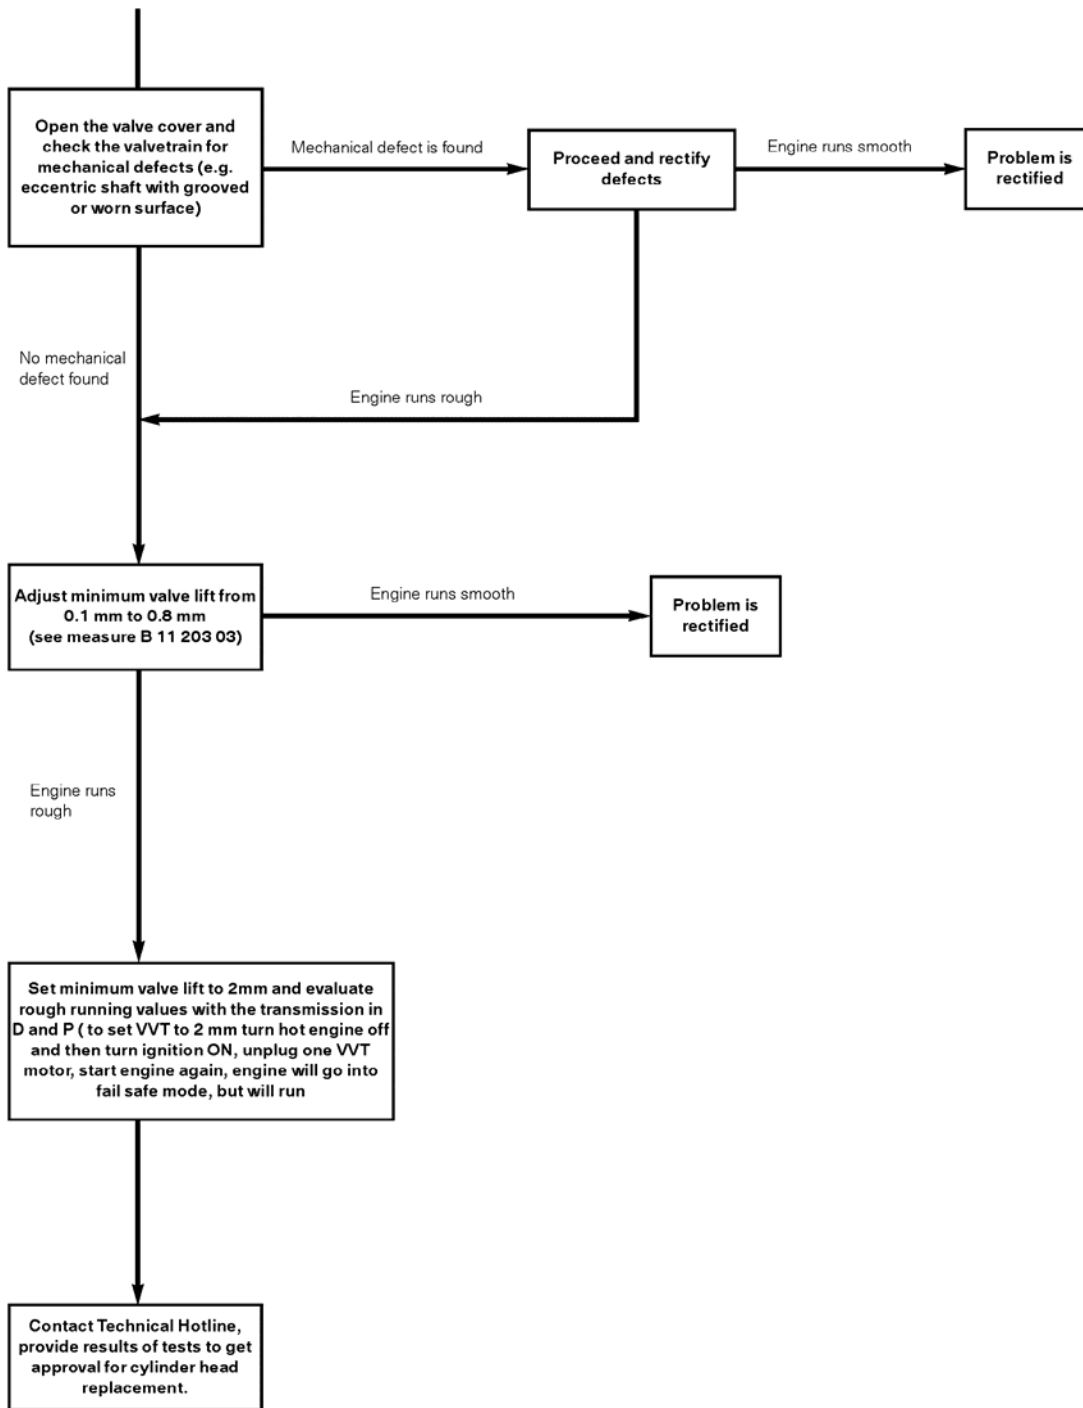 Open the valve cover and
check the valvetrain for
mechanical defects (e.g.
eccentric shaft with grooved
or worn surface)
Mechanical defect is found
Proceed and rectify
defects
Engine runs smooth
Problem is
rectified
No mechanical
defect found
Engine runs rough
Adjust minimum valve lift from
0.1 mm to 0.8 mm
(see measure B 11 203 03)
Engine runs smooth
Problem is
rectified
Engine runs
rough
Set minimum valve lift to 2mm and evaluate
rough running values with the transmission in
D and P ( to set VVT to 2 mm turn hot engine off
and then turn ignition ON, unplug one VVT
motor, start engine again, engine will go into
fail safe mode, but will run
Contact Technical Hotline,
provide results of tests to get
approval for cylinder head
replacement.